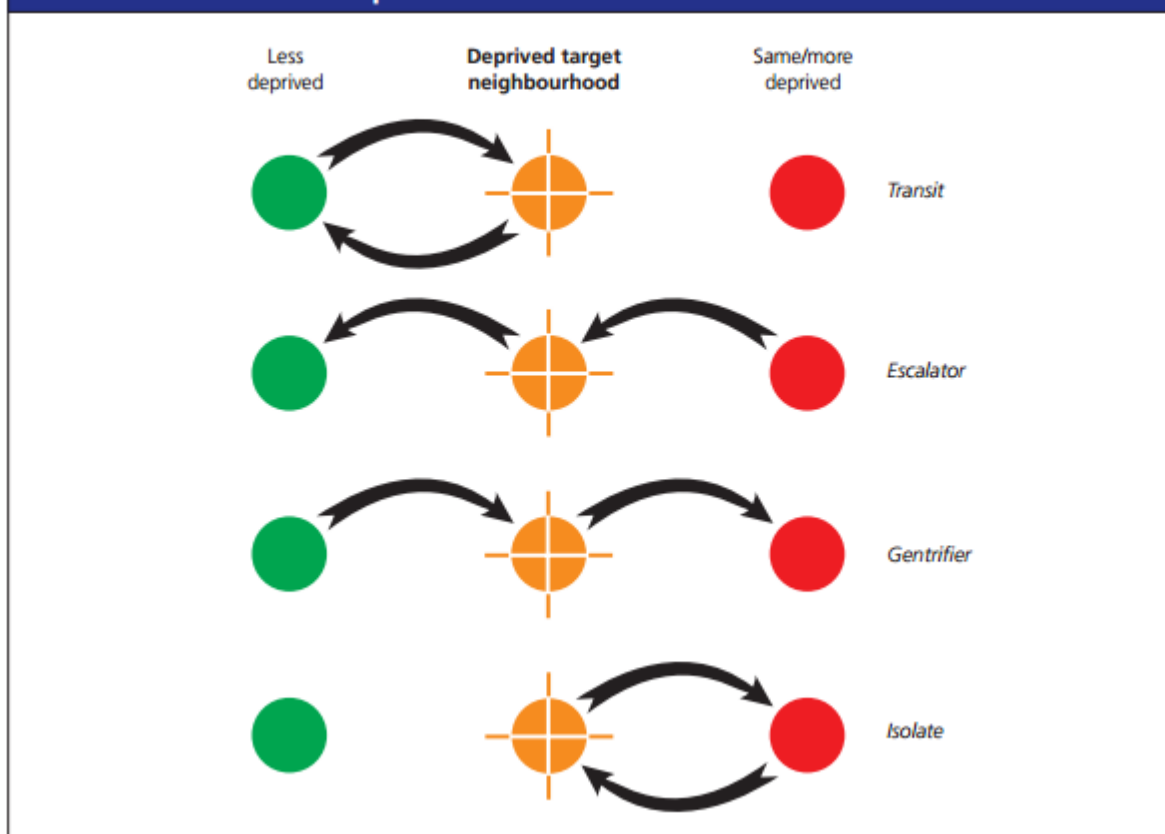 Less
deprived
Deprived target
neighbourhood
Same/more
deprived
Transit
Escalator
Gentrifier
Isolate